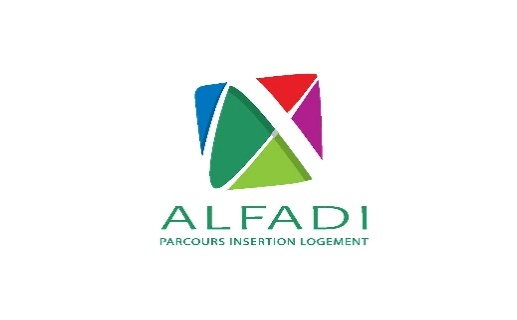 ALFADI
PARCOURS INSERTION LOGEMENT